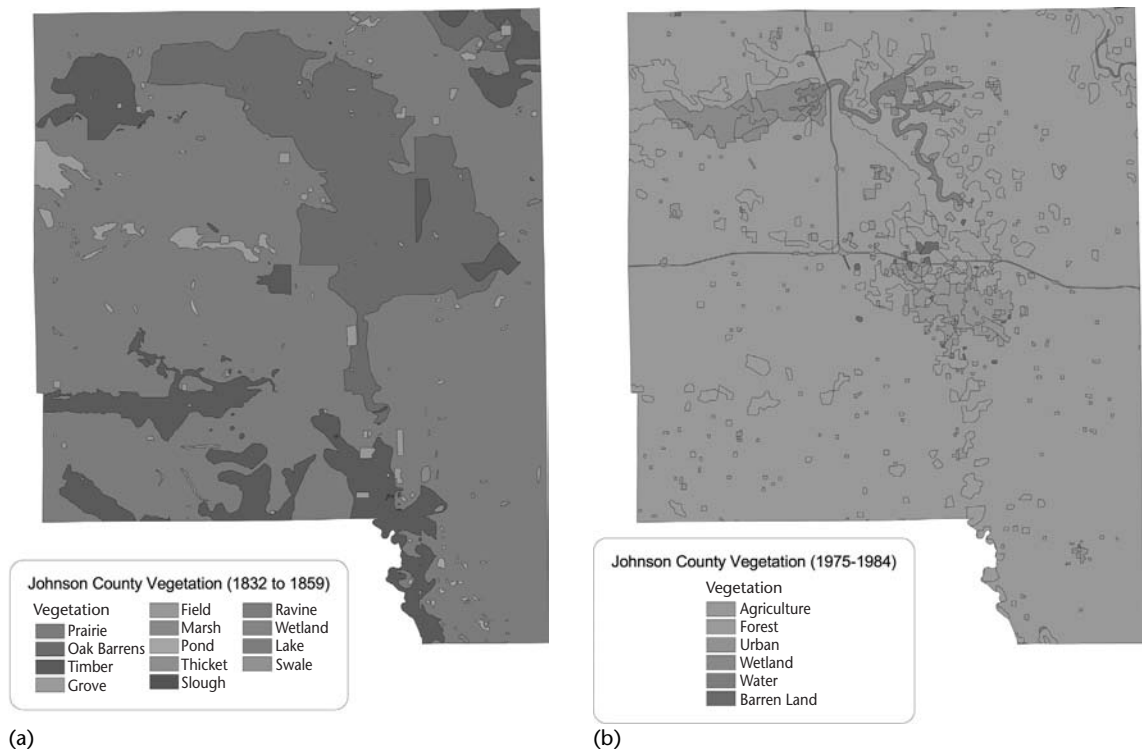 Johnson County Vegetation (1832 to 1859)
Vegetation
Prairie
Oak Barrens
Timber
Grove
Field
Marsh
Pond
Thicket
Slough
Ravine
Wetland
Lake
Swale
(a)
Johnson County Vegetation (1975-1984)
Vegetation
Agriculture
Forest
Urban
Wetland
Water
Barren Land
(b)